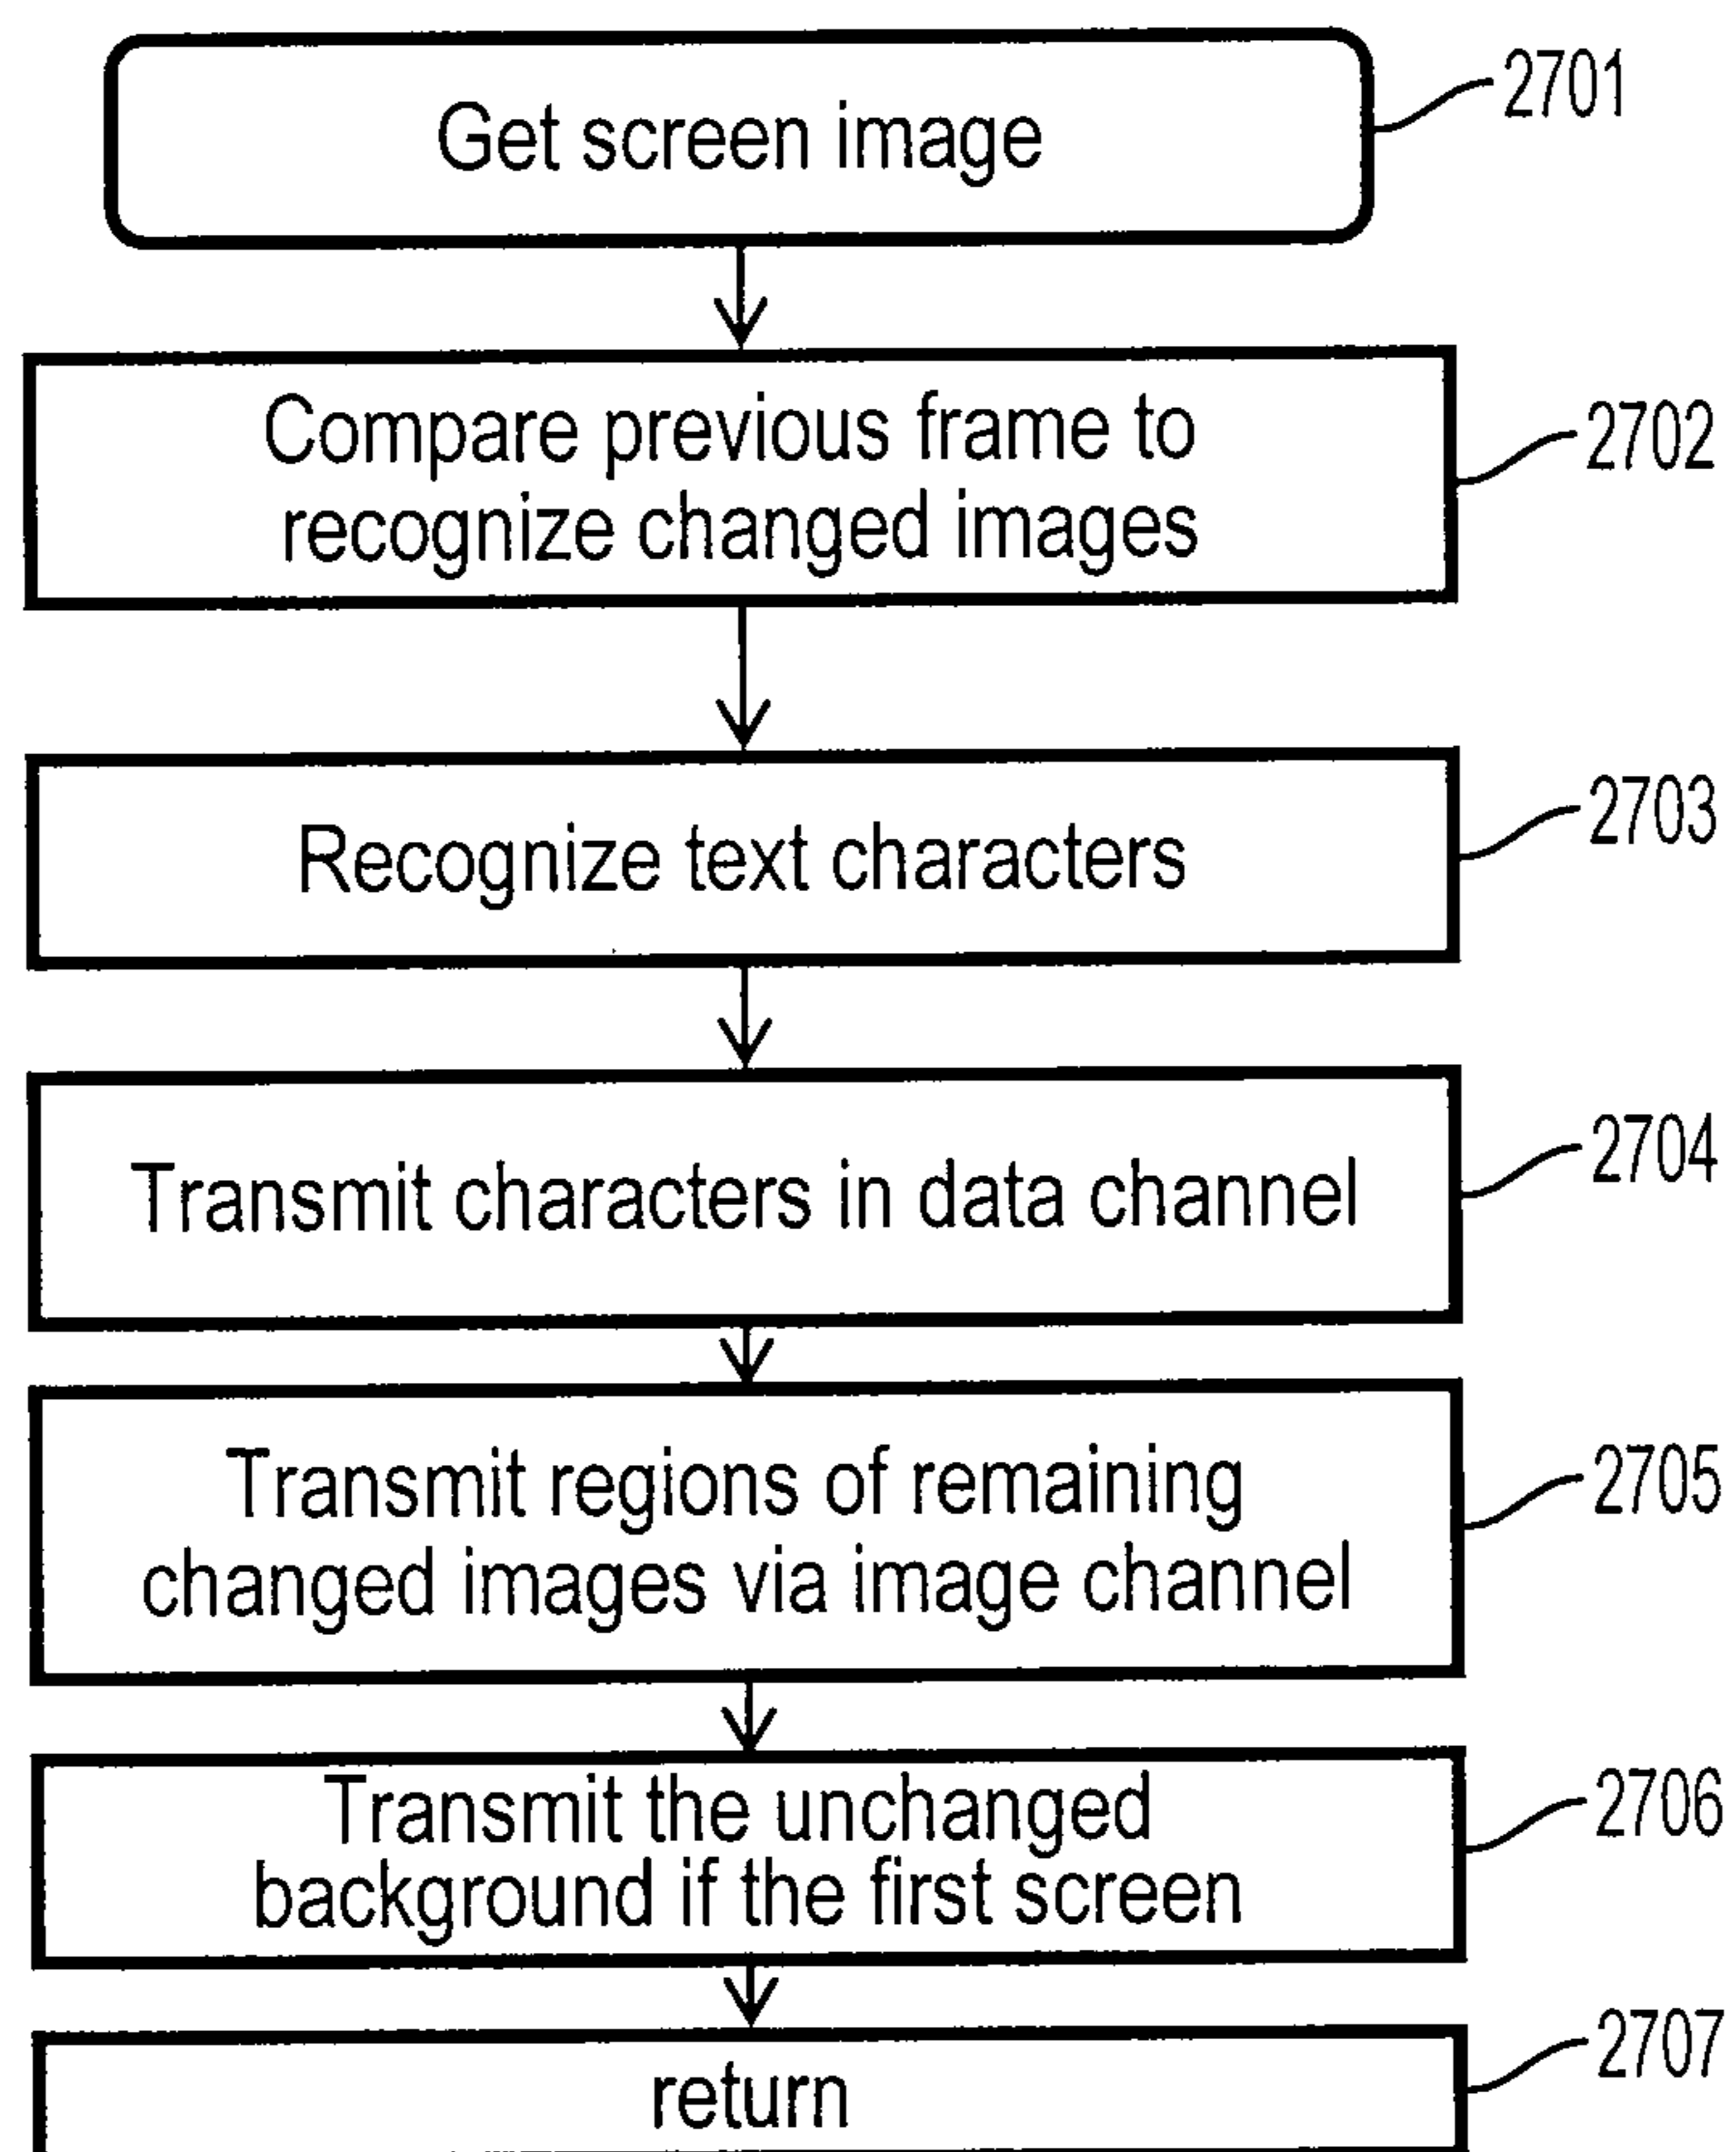 Get screen image
2701
Compare previous frame to
recognize changed images
2702
Recognize text characters
2703
Transmit characters in data channel
2704
Transmit regions of remaining
changed images via image channel
2705
Transmit the unchanged
background if the first screen
2706
return
2707